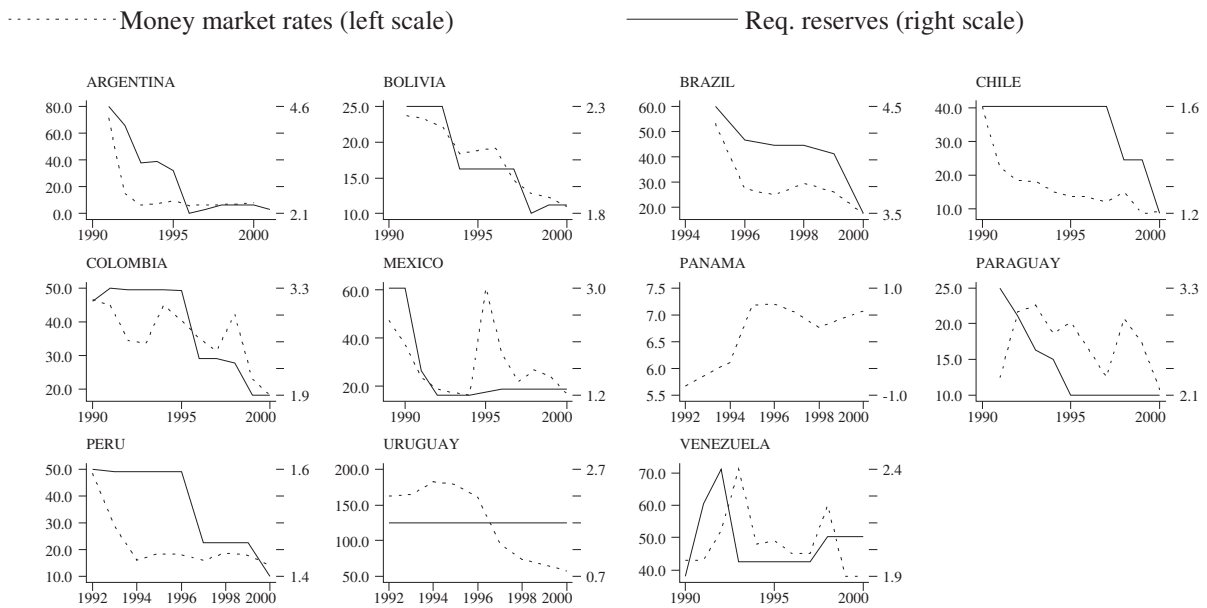 Money market rates (left scale) Req. reserves (right scale)
ARGENTINA BOLIVIA BRAZIL CHILE
80.0 4.6 25.0 2.3 60.0 4.5 40.0 1.6
60.0 20.0 50.0 30.0
40.0 15.0 40.0 20.0
20.0 30.0
0.0 2.1 10.0 1.8 20.0 3.5 10.0 1.2
1990 1995 2000 1990 1995 2000 1994 1996 1998 2000 1990 1995 2000
COLOMBIA MEXICO PANAMA PARAGUAY
50.0 3.3 60.0 3.0 7.5 1.0 25.0 3.3
40.0 40.0 7.0 20.0
30.0 6.5 15.0
20.0 1.9 20.0 1.2 6.0
5.5 -1.0 10.0 2.1
1990 1995 2000 1990 1995 2000 1992 1994 1996 1998 2000 1990 1995 2000
PERU URUGUAY VENEZUELA
50.0 1.6 200.0 2.7 70.0 2.4
40.0 150.0 60.0
30.0 100.0 50.0
20.0
10.0 1.4 50.0 0.7 40.0 1.9
1992 1994 1996 1998 2000 1992 1994 1996 1998 2000 1990 1995 2000